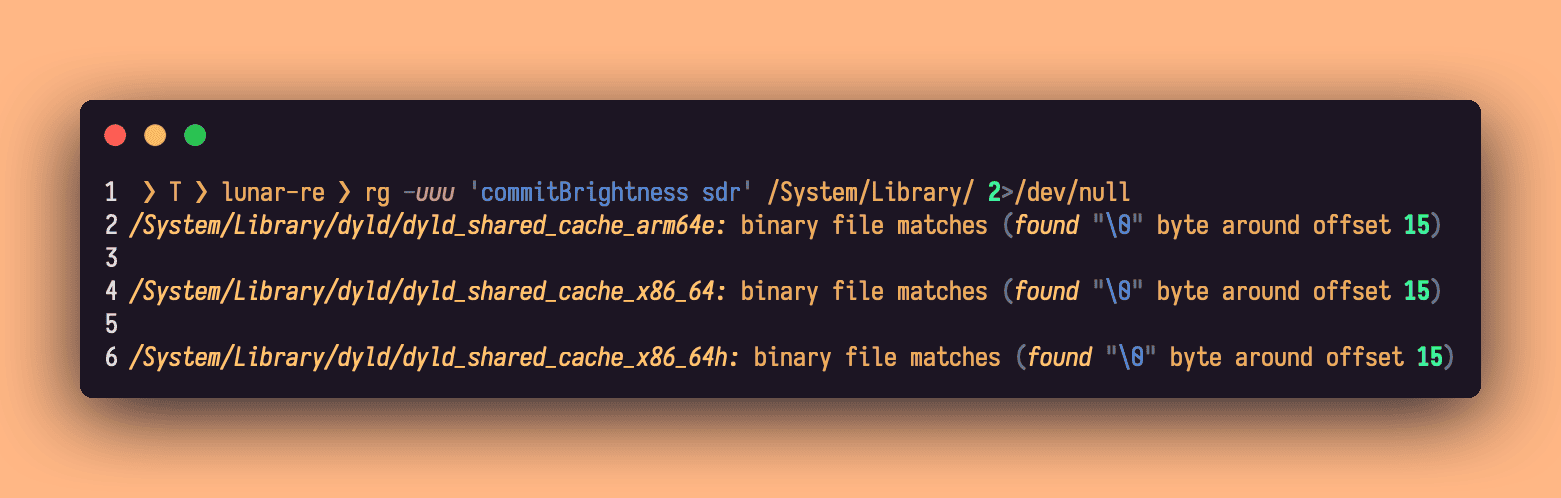 1 ❯ T ❯ lunar-re ❯ rg -uuu 'commitBrightness sdr' /System/Library/ 2>/dev/null
2 /System/Library/dyld/dyld_shared_cache_arm64e: binary file matches (found "\0" byte around offset 15)
3
4 /System/Library/dyld/dyld_shared_cache_x86_64: binary file matches (found "\0" byte around offset 15)
5
6 /System/Library/dyld/dyld_shared_cache_x86_64h: binary file matches (found "\0" byte around offset 15)